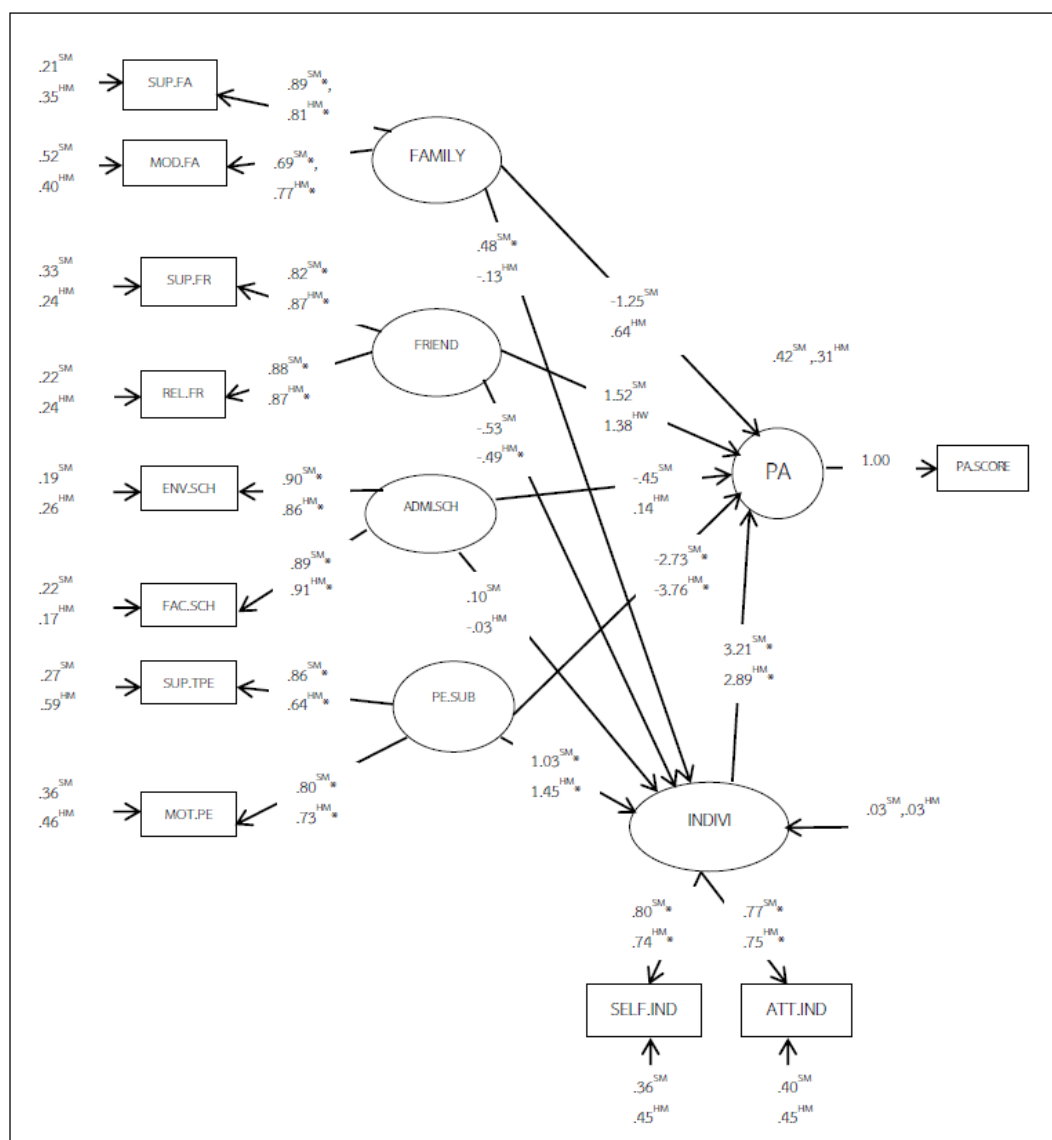 .21SM
.35HM
SUP.FA
.89SM*,
.81HM*
.52SM
.40HM
MOD.FA
.69SM*,
.77HM*
FAMILY
.48SM*
-.13HM
-1.25SM
.64HM
.33SM
.24HM
SUP.FR
.82SM*
.87HM*
FRIEND
.22SM
.24HM
REL.FR
.88SM*
.87HM*
-.53SM
-.49HM*
1.52SM
1.38HW
.42SM ,.31HM
PA
1.00
PA.SCORE
.19SM
.26HM
ENV.SCH
.90SM*
.86HM*
ADMI.SCH
-.45SM
.14HM
.22SM
.17HM
FAC.SCH
.89SM*
.91HM*
.10SM
-.03HM
-2.73SM*
-3.76HM*
.27SM
.59HM
SUP.TPE
.86SM*
.64HM*
PE.SUB
3.21SM*
2.89HM*
.36SM
.46HM
MOT.PE
.80SM*
.73HM*
1.03SM*
1.45HM*
INDIVI
.03SM,.03HM
.80SM*
.74HM*
.77SM*
.75HM*
SELF.IND
ATT.IND
.36SM
.45HM
.40SM
.45HM